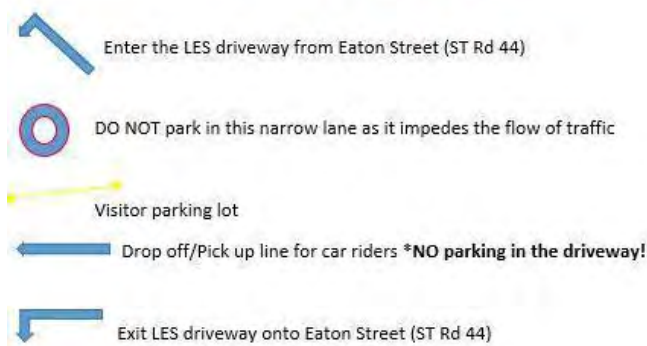 Enter the LES driveway from Eaton Street (ST Rd 44)
DO NOT park in this narrow lane as it impedes the flow of traffic
Visitor parking lot
Drop off/Pick up line for car riders *NO parking in the driveway!
Exit LES driveway onto Eaton Street (ST Rd 44)